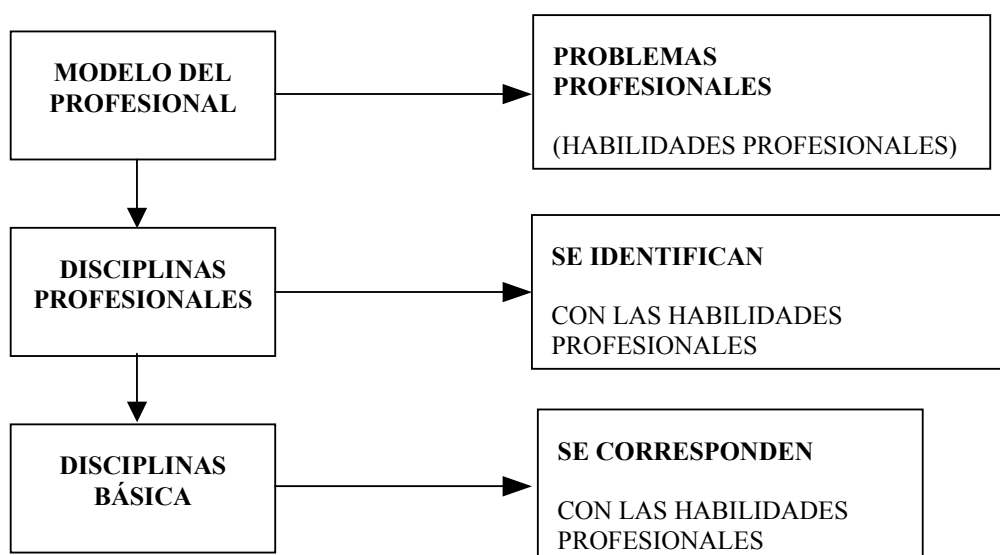 MODELO DEL
PROFESIONAL
PROBLEMAS
PROFESIONALES
(HABILIDADES PROFESIONALES)
DISCIPLINAS
PROFESIONALES
SE IDENTIFICAN
CON LAS HABILIDADES
PROFESIONALES
DISCIPLINAS
BÁSICA
SE CORRESPONDEN
CON LAS HABILIDADES
PROFESIONALES